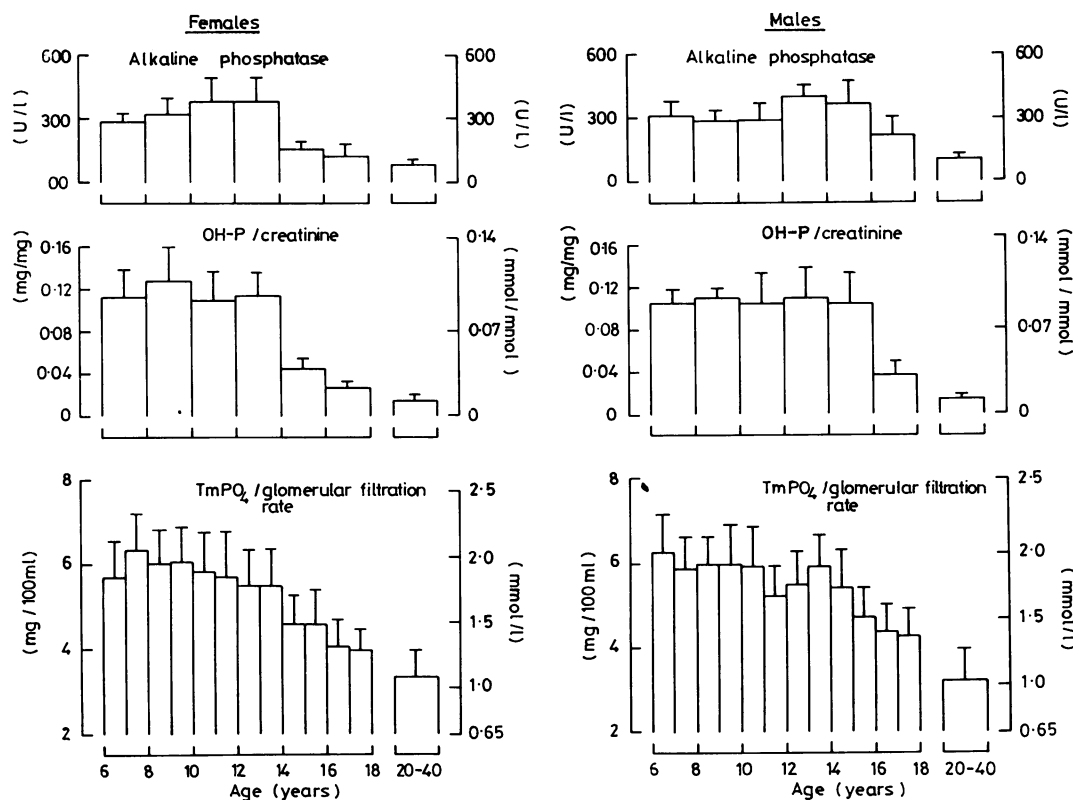 Females
Alkaline phosphatase
600
300
00
(U/l)
600
300
0
(U/L)
OH-P/creatinine
0·16
0·12
0·08
0·04
0
(mg/mg)
0·14
0·07
0
(mmol/mmol)
TmPO4/glomerular filtration
rate
8
6
4
2
(mg/100ml)
2·5
2·0
1·5
1·0
0·65
(mmol/l)
6 8 10 12 14 16 18 20-40
Age (years)
Males
Alkaline phosphatase
600
300
0
(U/l)
600
300
0
(U/l)
OH-P/creatinine
0·16
0·12
0·08
0·04
0
(mg/mg)
0·14
0·07
0
(mmol/mmol)
TmPO4/glomerular filtration
rate
8
6
4
2
(mg/100ml)
2·5
2·0
1·5
1·0
0·65
(mmol/l)
6 8 10 12 14 16 18 20-40
Age (years)